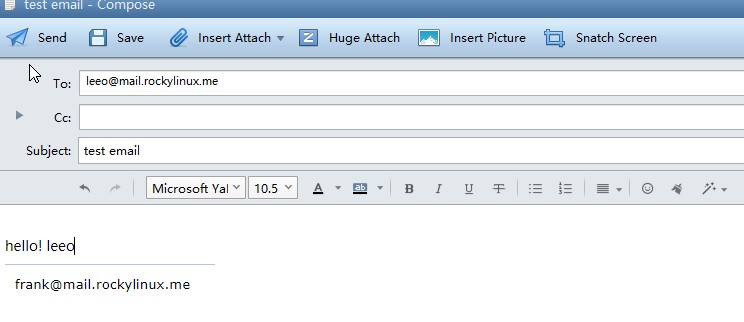 test email - Compose
Send Save Insert Attach Huge Attach Insert Picture Snatch Screen
To: leeo@mail.rockylinux.me
Cc:
Subject: test email
Microsoft Yal 10.5 A ab B I U T
hello! leeo
frank@mail.rockylinux.me